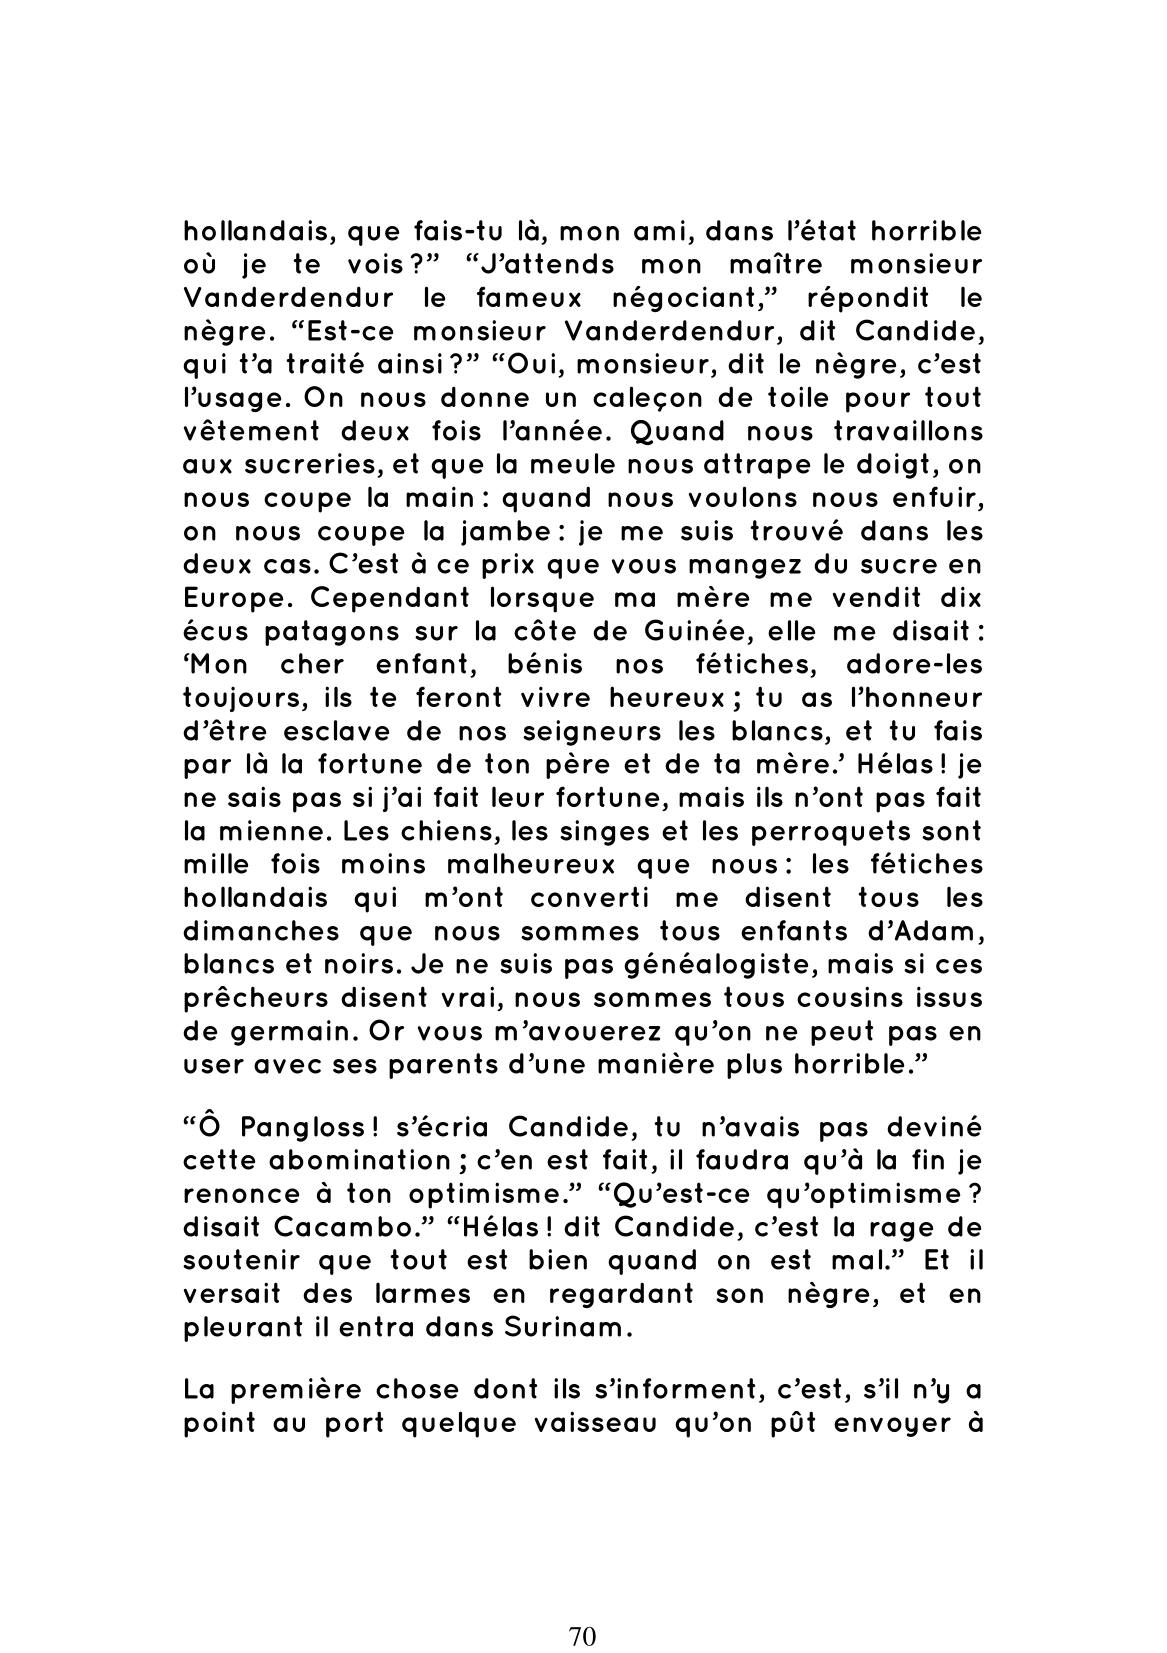 hollandais, que fais-tu là, mon ami, dans l’état horrible
où je te vois ?” “J’attends mon maître monsieur
Vanderdendur le fameux négociant,” répondit le
nègre. “Est-ce monsieur Vanderdendur, dit Candide,
qui t’a traité ainsi ?” “Oui, monsieur, dit le nègre, c’est
l’usage. On nous donne un caleçon de toile pour tout
vêtement deux fois l’année. Quand nous travaillons
aux sucreries, et que la meule nous attrape le doigt, on
nous coupe la main : quand nous voulons nous enfuir,
on nous coupe la jambe : je me suis trouvé dans les
deux cas. C’est à ce prix que vous mangez du sucre en
Europe. Cependant lorsque ma mère me vendit dix
écus patagons sur la côte de Guinée, elle me disait :
‘Mon cher enfant, bénis nos fétiches, adore-les
toujours, ils te feront vivre heureux ; tu as l’honneur
d’être esclave de nos seigneurs les blancs, et tu fais
par là la fortune de ton père et de ta mère.’ Hélas ! je
ne sais pas si j’ai fait leur fortune, mais ils n’ont pas fait
la mienne. Les chiens, les singes et les perroquets sont
mille fois moins malheureux que nous : les fétiches
hollandais qui m’ont converti me disent tous les
dimanches que nous sommes tous enfants d’Adam,
blancs et noirs. Je ne suis pas généalogiste, mais si ces
prêcheurs disent vrai, nous sommes tous cousins issus
de germain. Or vous m’avouerez qu’on ne peut pas en
user avec ses parents d’une manière plus horrible.”
“Ô Pangloss ! s’écria Candide, tu n’avais pas deviné
cette abomination ; c’en est fait, il faudra qu’à la fin je
renonce à ton optimisme.” “Qu’est-ce qu’optimisme ?
disait Cacambo.” “Hélas ! dit Candide, c’est la rage de
soutenir que tout est bien quand on est mal.” Et il
versait des larmes en regardant son nègre, et en
pleurant il entra dans Surinam.
La première chose dont ils s’informent, c’est, s’il n’y a
point au port quelque vaisseau qu’on pût envoyer à
70